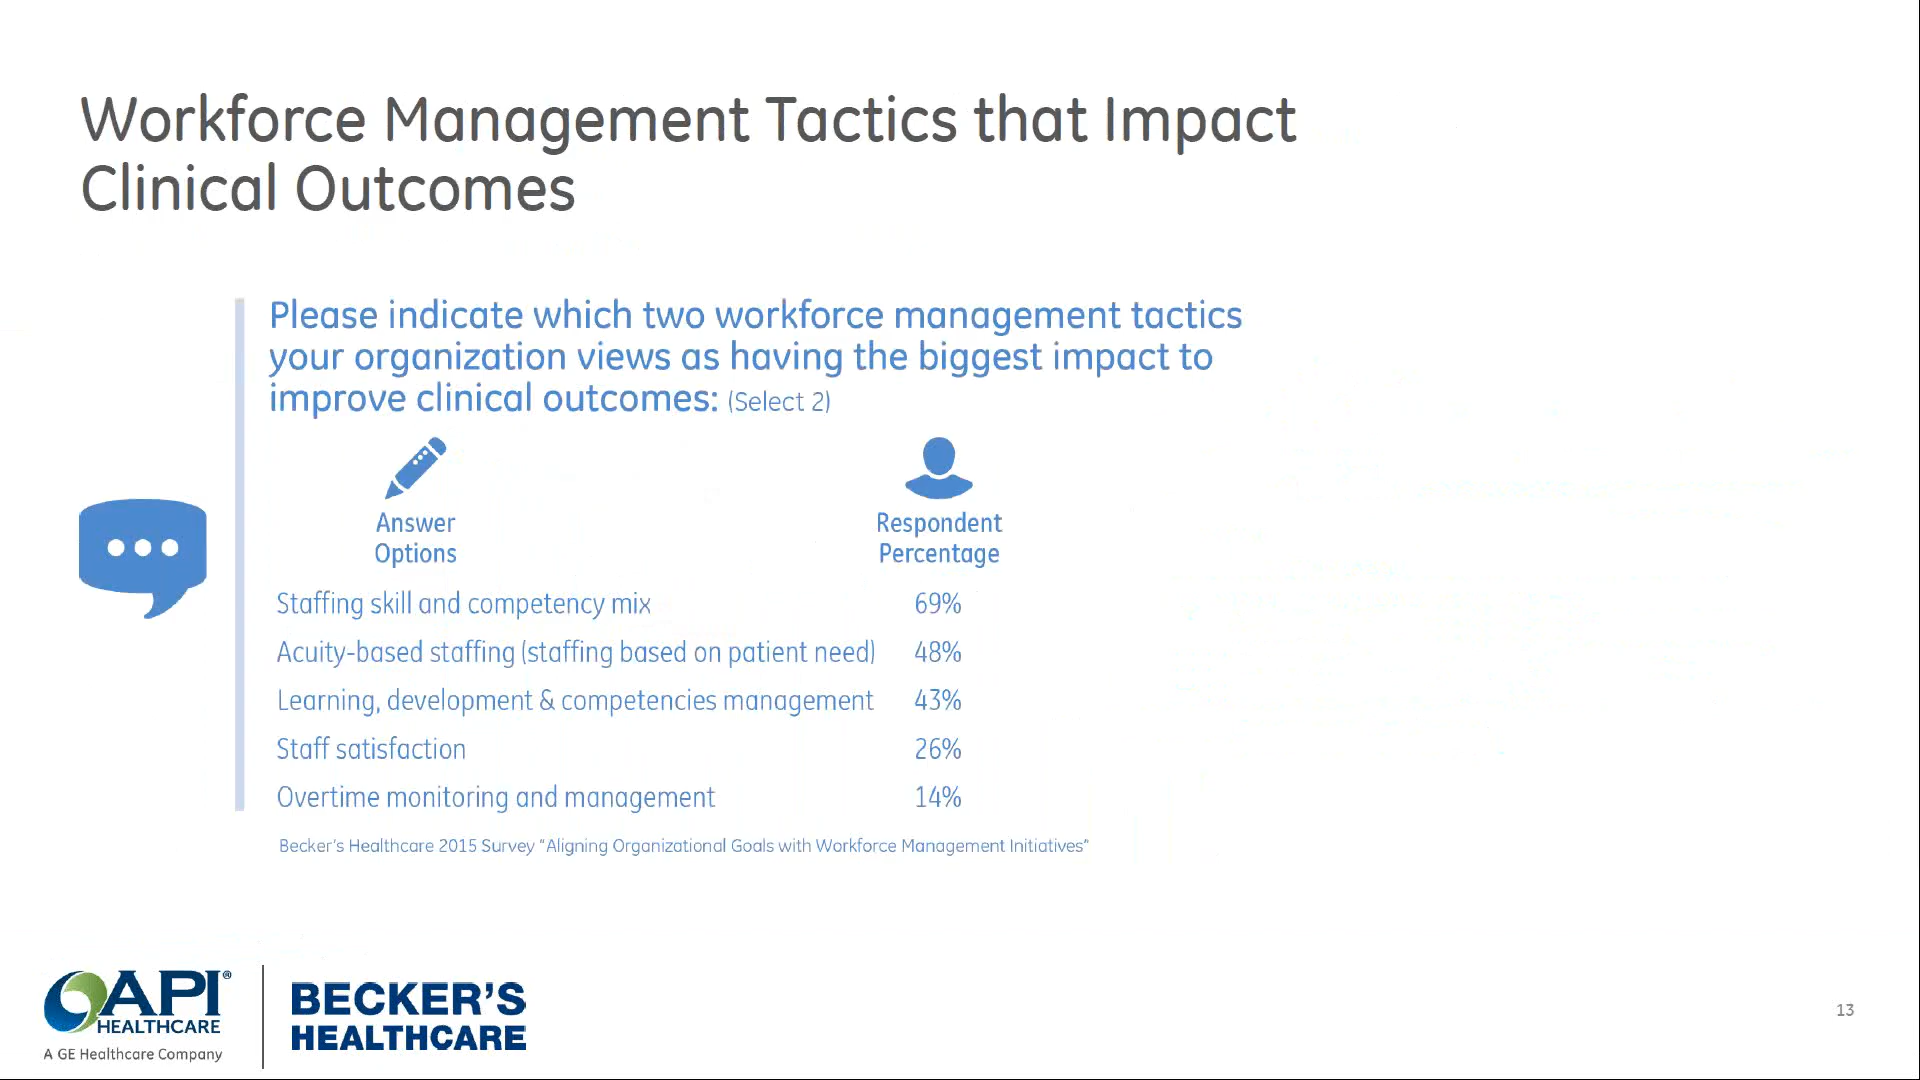 Workforce Management Tactics that Impact
Clinical Outcomes
Please indicate which two workforce management tactics
your organization views as having the biggest impact to
improve clinical outcomes: (Select 2)
Answer
Options
Respondent
Percentage
Staffing skill and competency mix 69%
Acuity-based staffing (staffing based on patient need) 48%
Learning, development & competencies management 43%
Staff satisfaction 26%
Overtime monitoring and management 14%
Becker's Healthcare 2015 Survey "Aligning Organizational Goals with Workforce Management Initiatives"
API®
HEALTHCARE
A GE Healthcare Company
BECKER'S
HEALTHCARE
13